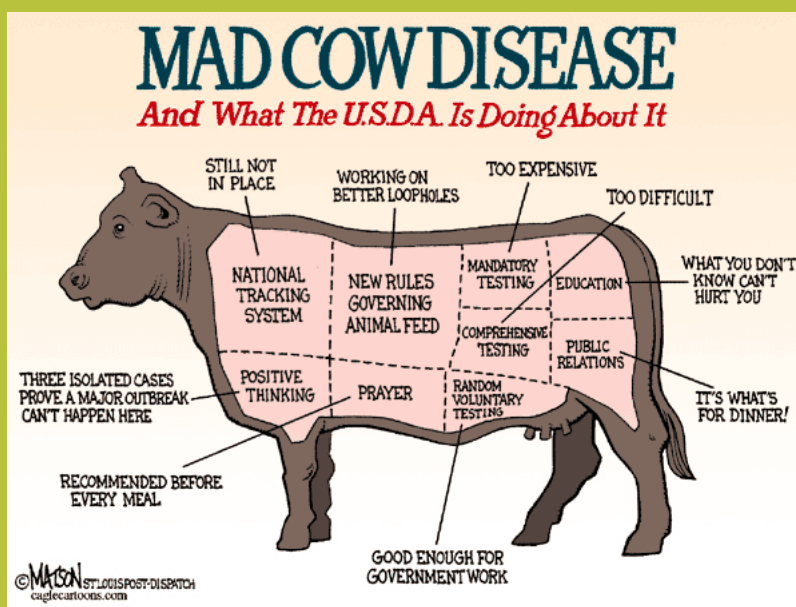 MAD COW DISEASE
And What The U.S.D.A. Is Doing About It
STILL NOT
IN PLACE
WORKING ON
BETTER LOOPHOLES
TOO EXPENSIVE
TOO DIFFICULT
NATIONAL
TRACKING
SYSTEM
NEW RULES
GOVERNING
ANIMAL FEED
MANDATORY
TESTING
EDUCATION
WHAT YOU DON'T
KNOW CAN'T
HURT YOU
COMPREHENSIVE
TESTING
PUBLIC
RELATIONS
THREE ISOLATED CASES
PROVE A MAJOR OUTBREAK
CAN'T HAPPEN HERE
POSITIVE
THINKING
PRAYER
RANDOM
VOLUNTARY
TESTING
IT'S WHAT'S
FOR DINNER!
RECOMMENDED BEFORE
EVERY MEAL
GOOD ENOUGH FOR
GOVERNMENT WORK
© MATSON ST. LOUIS POST-DISPATCH
caglecartoons.com